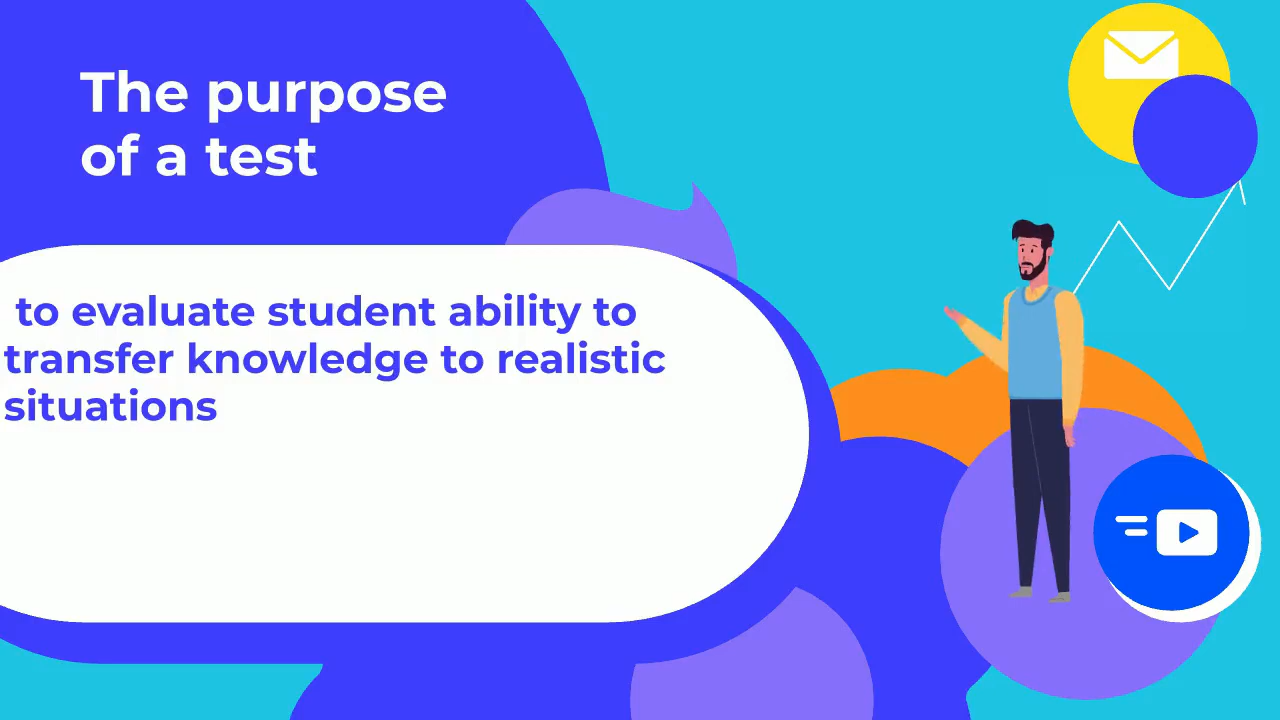 The purpose
of a test
to evaluate student ability to
transfer knowledge to realistic
situations